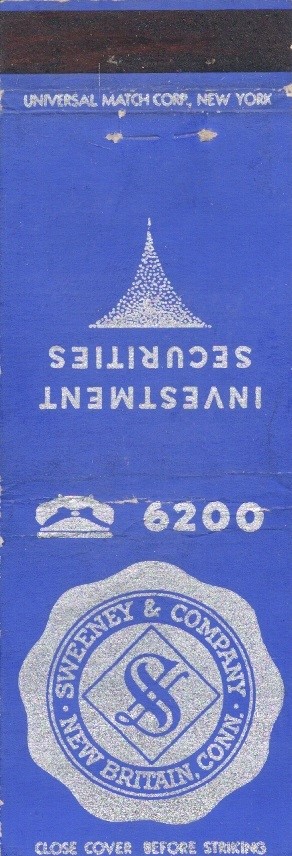 UNIVERSAL MATCH CORP., NEW YORK
INVESTMENT
SECURITIES
6200
· SWEENEY & COMPANY ·
NEW BRITAIN, CONN.
CLOSE COVER BEFORE STRIKING